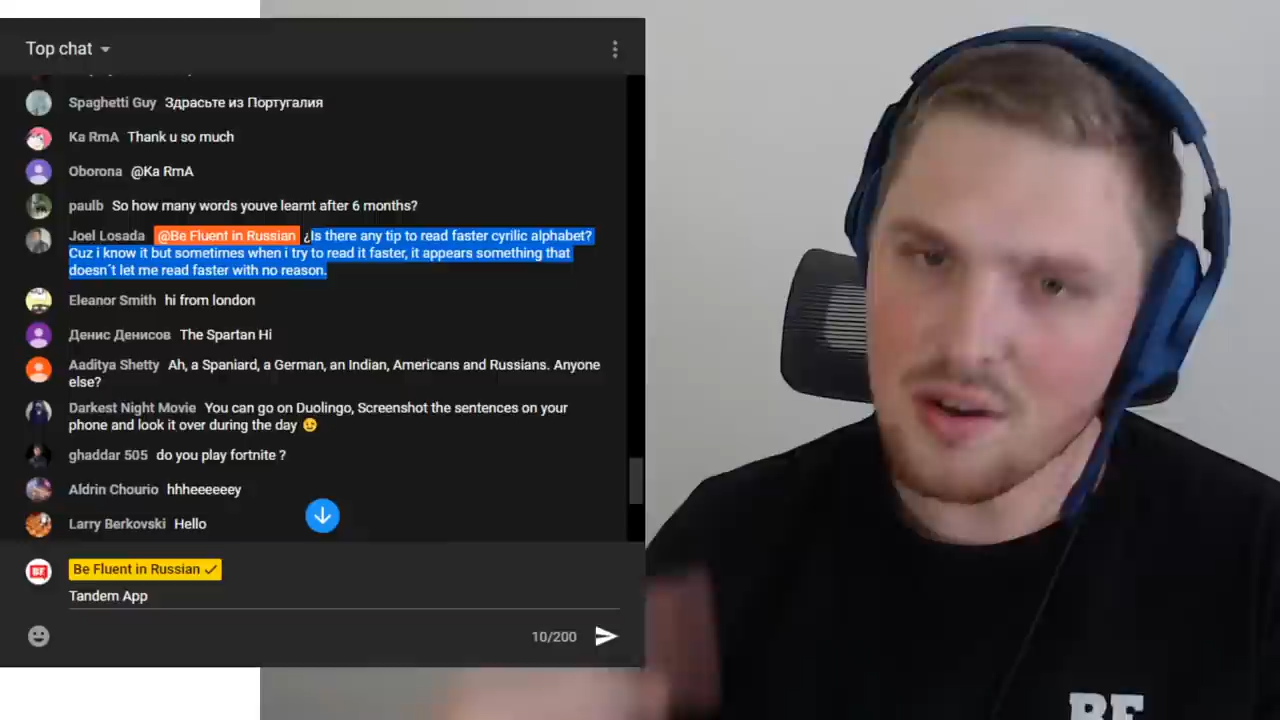 Top chat
Spaghetti Guy Здрасьте из Португалия
Ka RmA Thank u so much
Oborona @Ka RmA
paulb So how many words youve learnt after 6 months?
Joel Losada @Be Fluent in Russian ¿Is there any tip to read faster cyrilic alphabet?
Cuz i know it but sometimes when i try to read it faster, it appears something that
doesn´t let me read faster with no reason.
Eleanor Smith hi from london
Денис Денисов The Spartan Hi
Aaditya Shetty Ah, a Spaniard, a German, an Indian, Americans and Russians. Anyone
else?
Darkest Night Movie You can go on Duolingo, Screenshot the sentences on your
phone and look it over during the day 😉
ghaddar 505 do you play fortnite ?
Aldrin Chourio hhheeeeeey
Larry Berkovski Hello
BE
Be Fluent in Russian ✓
Tandem App
10/200
BE